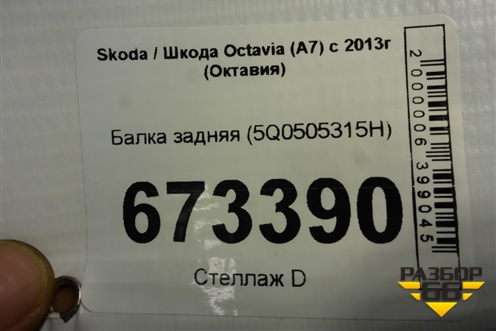 Skoda / Шкода Octavia (A7) с 2013г
(Октавия)
Балка задняя (5Q0505315H)
673390
Стеллаж D
2000006399045
РАЗБОР
66